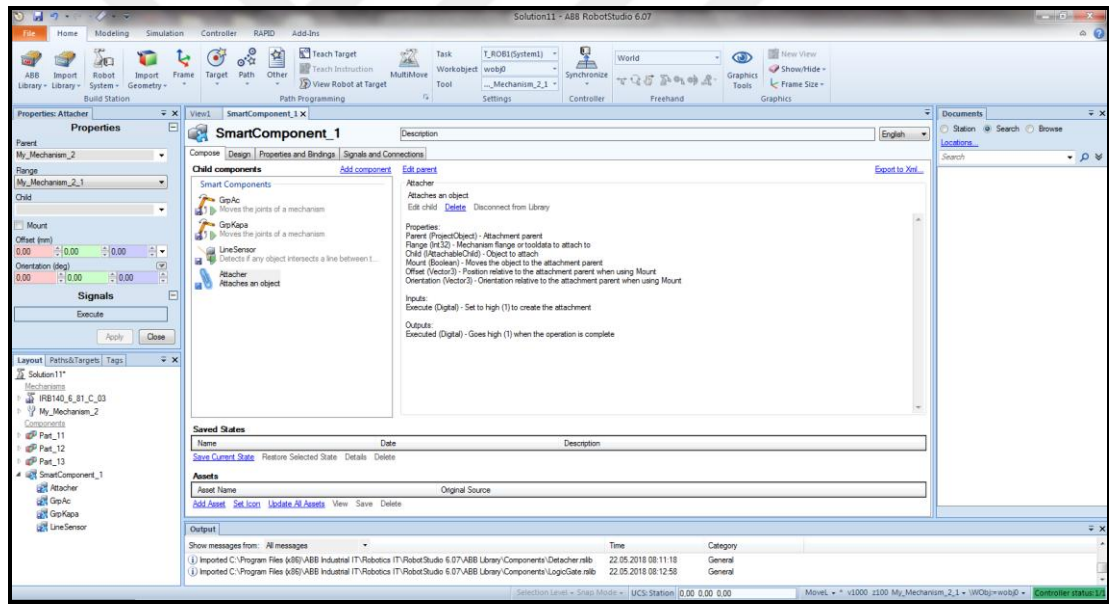 Solution11 - ABB RobotStudio 6.07
File Home Modeling Simulation Controller RAPID Add-Ins
ABB Library Import Library Robot System Import Geometry Frame Target Path Other
Build Station
Teach Target
Teach Instruction
View Robot at Target
Path Programming
MultiMove
Task T_ROB1(System1)
Workobject wobj0
Tool ..._Mechanism_2_1
Settings
Synchronize
Controller
World
Freehand
Graphics Tools
New View
Show/Hide
Frame Size
Graphics
Properties: Attacher
Properties
Parent
My_Mechanism_2
Flange
My_Mechanism_2_1
Child
Mount
Offset (mm)
0.00 0.00 0.00
Orientation (deg)
0.00 0.00 0.00
Signals
Execute
Apply Close
Layout Paths&Targets Tags
Solution11*
Mechanisms
IRB140_6_81_C_03
My_Mechanism_2
Components
Part_11
Part_12
Part_13
SmartComponent_1
Attacher
GrpAc
GrpKapa
LineSensor
View1 SmartComponent_1 X
SmartComponent_1 Description English
Compose Design Properties and Bindings Signals and Connections
Child components Add component Edit parent Export to Xml...
Smart Components
GrpAc
Moves the joints of a mechanism
GrpKapa
Moves the joints of a mechanism
LineSensor
Detects if any object intersects a line between t...
Attacher
Attaches an object
Attacher
Attaches an object
Edit child Delete Disconnect from Library
Properties:
Parent (ProjectObject) - Attachment parent
Flange (Int32) - Mechanism flange or tooldata to attach to
Child (IAttachableChild) - Object to attach
Mount (Boolean) - Moves the object to the attachment parent
Offset (Vector3) - Position relative to the attachment parent when using Mount
Orientation (Vector3) - Orientation relative to the attachment parent when using Mount
Inputs:
Execute (Digital) - Set to high (1) to create the attachment
Outputs:
Executed (Digital) - Goes high (1) when the operation is complete
Saved States
Name Date Description
Save Current State Restore Selected State Details Delete
Assets
Asset Name Original Source
Add Asset Set Icon Update All Assets View Save Delete
Documents
Station Search Browse
Locations...
Search
Output
Show messages from: All messages Time Category
Imported C:\Program Files (x86)\ABB Industrial IT\Robotics IT\RobotStudio 6.07\ABB Library\Components\Detacher.rslib 22.05.2018 08:11:18 General
Imported C:\Program Files (x86)\ABB Industrial IT\Robotics IT\RobotStudio 6.07\ABB Library\Components\LogicGate.rslib 22.05.2018 08:12:58 General
Selection Level Snap Mode UCS: Station 0.00 0.00 0.00 MoveL * v1000 z100 My_Mechanism_2_1 \WObj:=wobj0 Controller status: 1/1